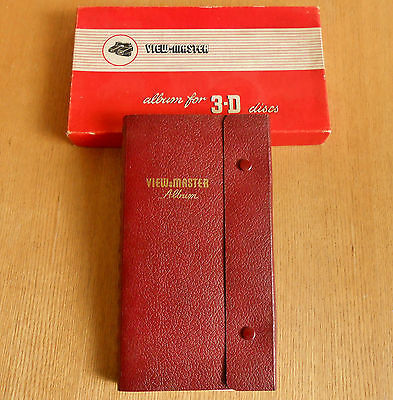 VIEW-MASTER
album for 3-D discs
VIEW-MASTER
Album